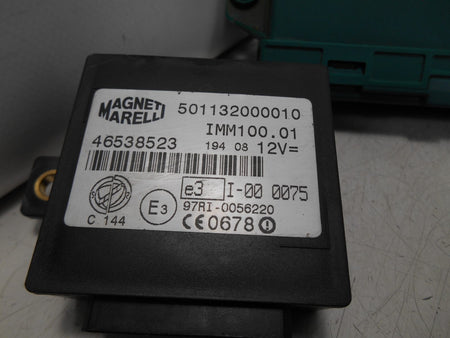 MAGNETI
MARELLI
501132000010
IMM100.01
46538523
194 08 12V=
e3 I-00 0075
C 144
E3
97RI-0056220
CE0678!